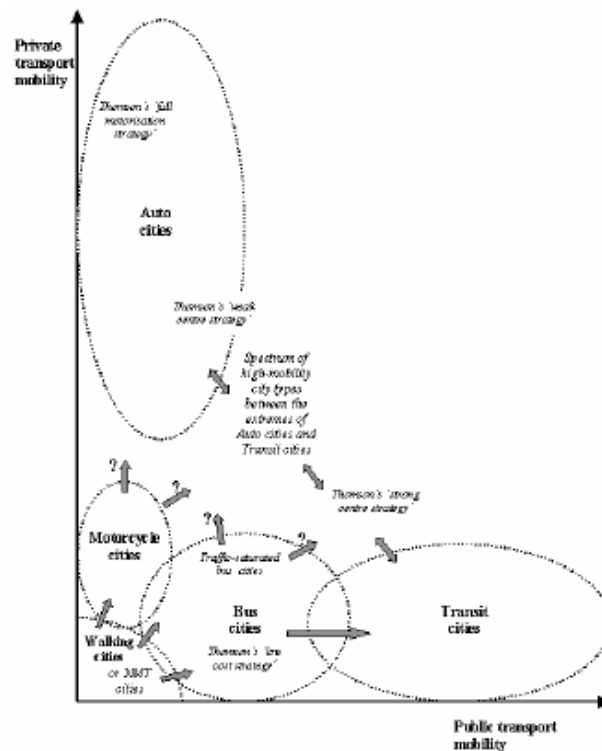 Private
transport
mobility
Thomson's 'full
motorisation
strategy'
Auto
cities
Thomson's 'weak
centre strategy'
Spectrum of
high-mobility
city types
between the
extremes of
Auto cities and
Transit cities
?
?
Thomson's 'strong
centre strategy'
?
?
Motorcycle
cities
Traffic-saturated
bus cities
Bus
cities
Transit
cities
Walking
cities
or NMT
cities
Thomson's 'low
cost strategy'
Public transport
mobility